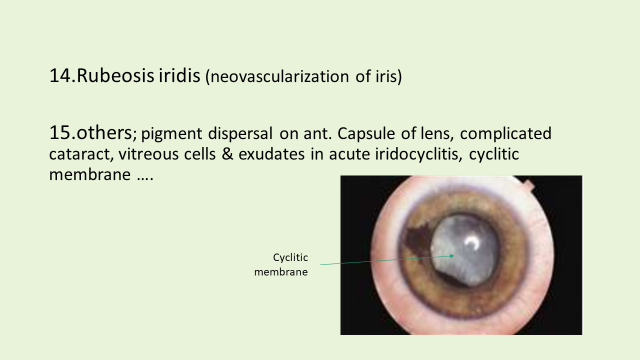 14.Rubeosis iridis (neovascularization of iris)
15.others; pigment dispersal on ant. Capsule of lens, complicated
cataract, vitreous cells & exudates in acute iridocyclitis, cyclitic
membrane ....
Cyclitic
membrane